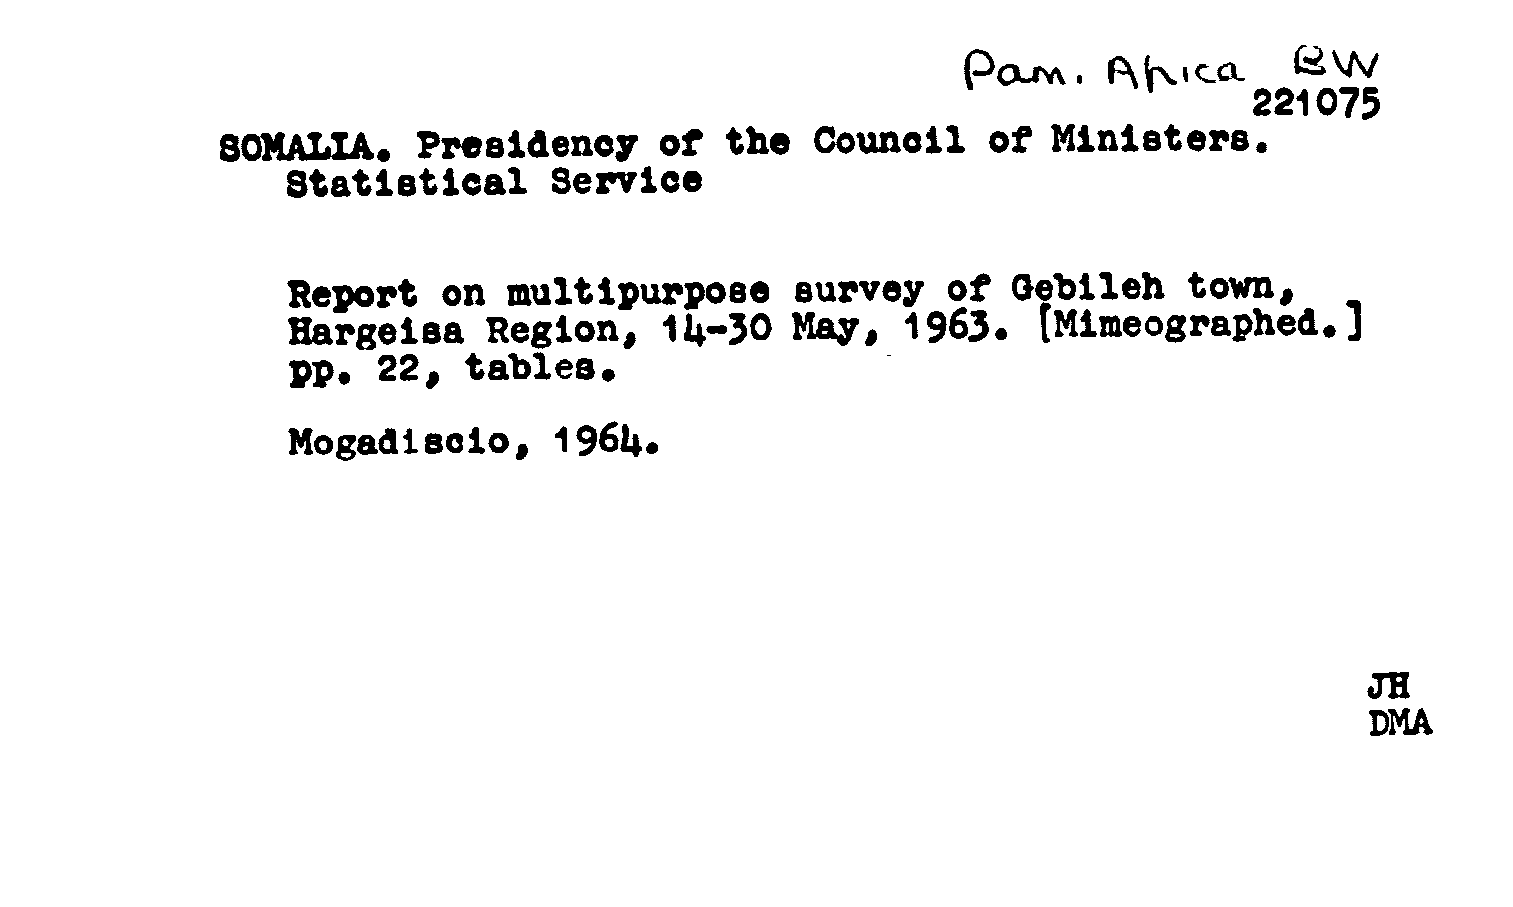 Pam. Africa BW
221075
SOMALIA. Presidency of the Council of Ministers.
Statistical Service
Report on multipurpose survey of Gebileh town,
Hargeisa Region, 14-30 May, 1963. [Mimeographed.]
pp. 22, tables.
Mogadiscio, 1964.
JH
DMA